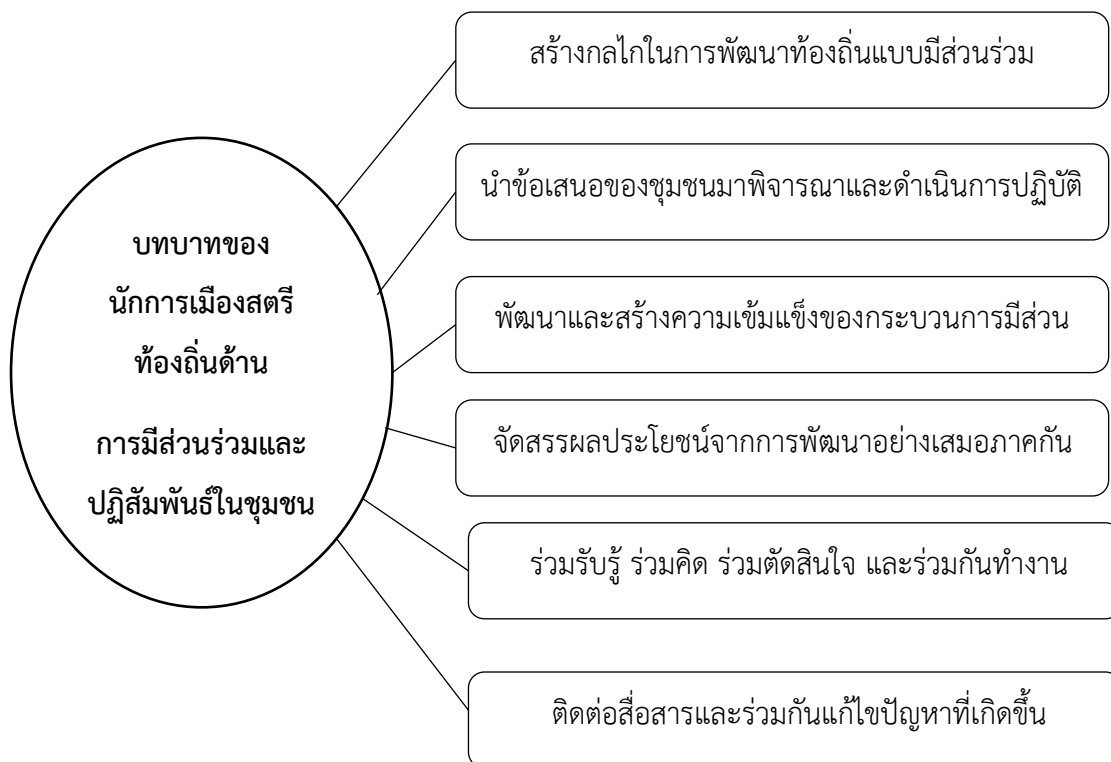 บทบาทของ
นักการเมืองสตรี
ท้องถิ่นด้าน
การมีส่วนร่วมและ
ปฏิสัมพันธ์ในชุมชน
สร้างกลไกในการพัฒนาท้องถิ่นแบบมีส่วนร่วม
นำข้อเสนอของชุมชนมาพิจารณาและดำเนินการปฏิบัติ
พัฒนาและสร้างความเข้มแข็งของกระบวนการมีส่วน
จัดสรรผลประโยชน์จากการพัฒนาอย่างเสมอภาคกัน
ร่วมรับรู้ ร่วมคิด ร่วมตัดสินใจ และร่วมกันทำงาน
ติดต่อสื่อสารและร่วมกันแก้ไขปัญหาที่เกิดขึ้น